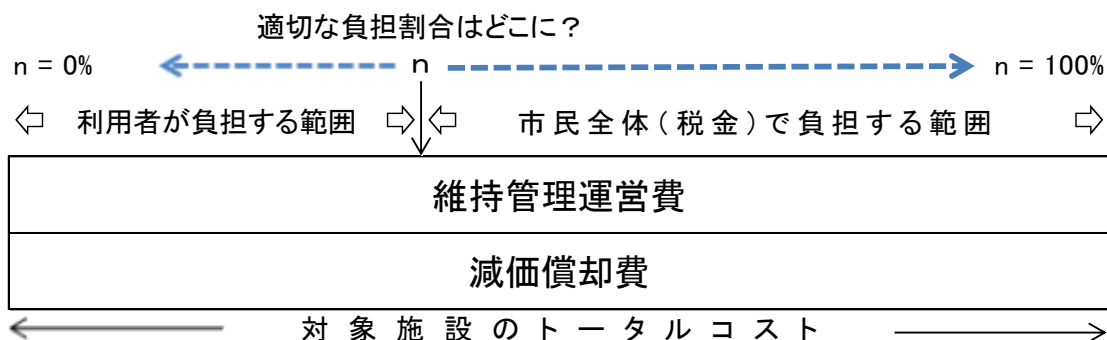 適切な負担割合はどこに？
n = 0% n n = 100%
利用者が負担する範囲 市民全体(税金)で負担する範囲
維持管理運営費
減価償却費
対象施設のトータルコスト